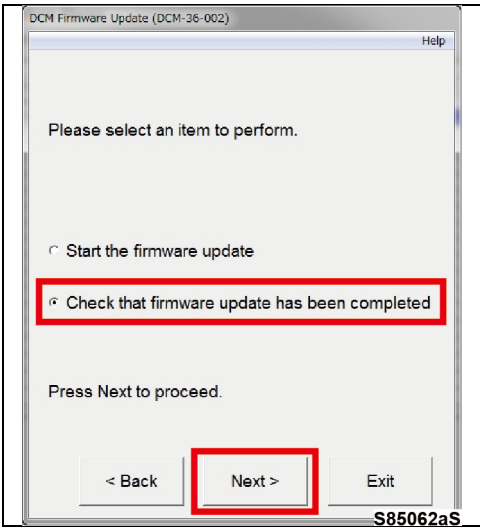 DCM Firmware Update (DCM-36-002)
Help
Please select an item to perform.
Start the firmware update
Check that firmware update has been completed
Press Next to proceed.
< Back Next > Exit
S85062aS